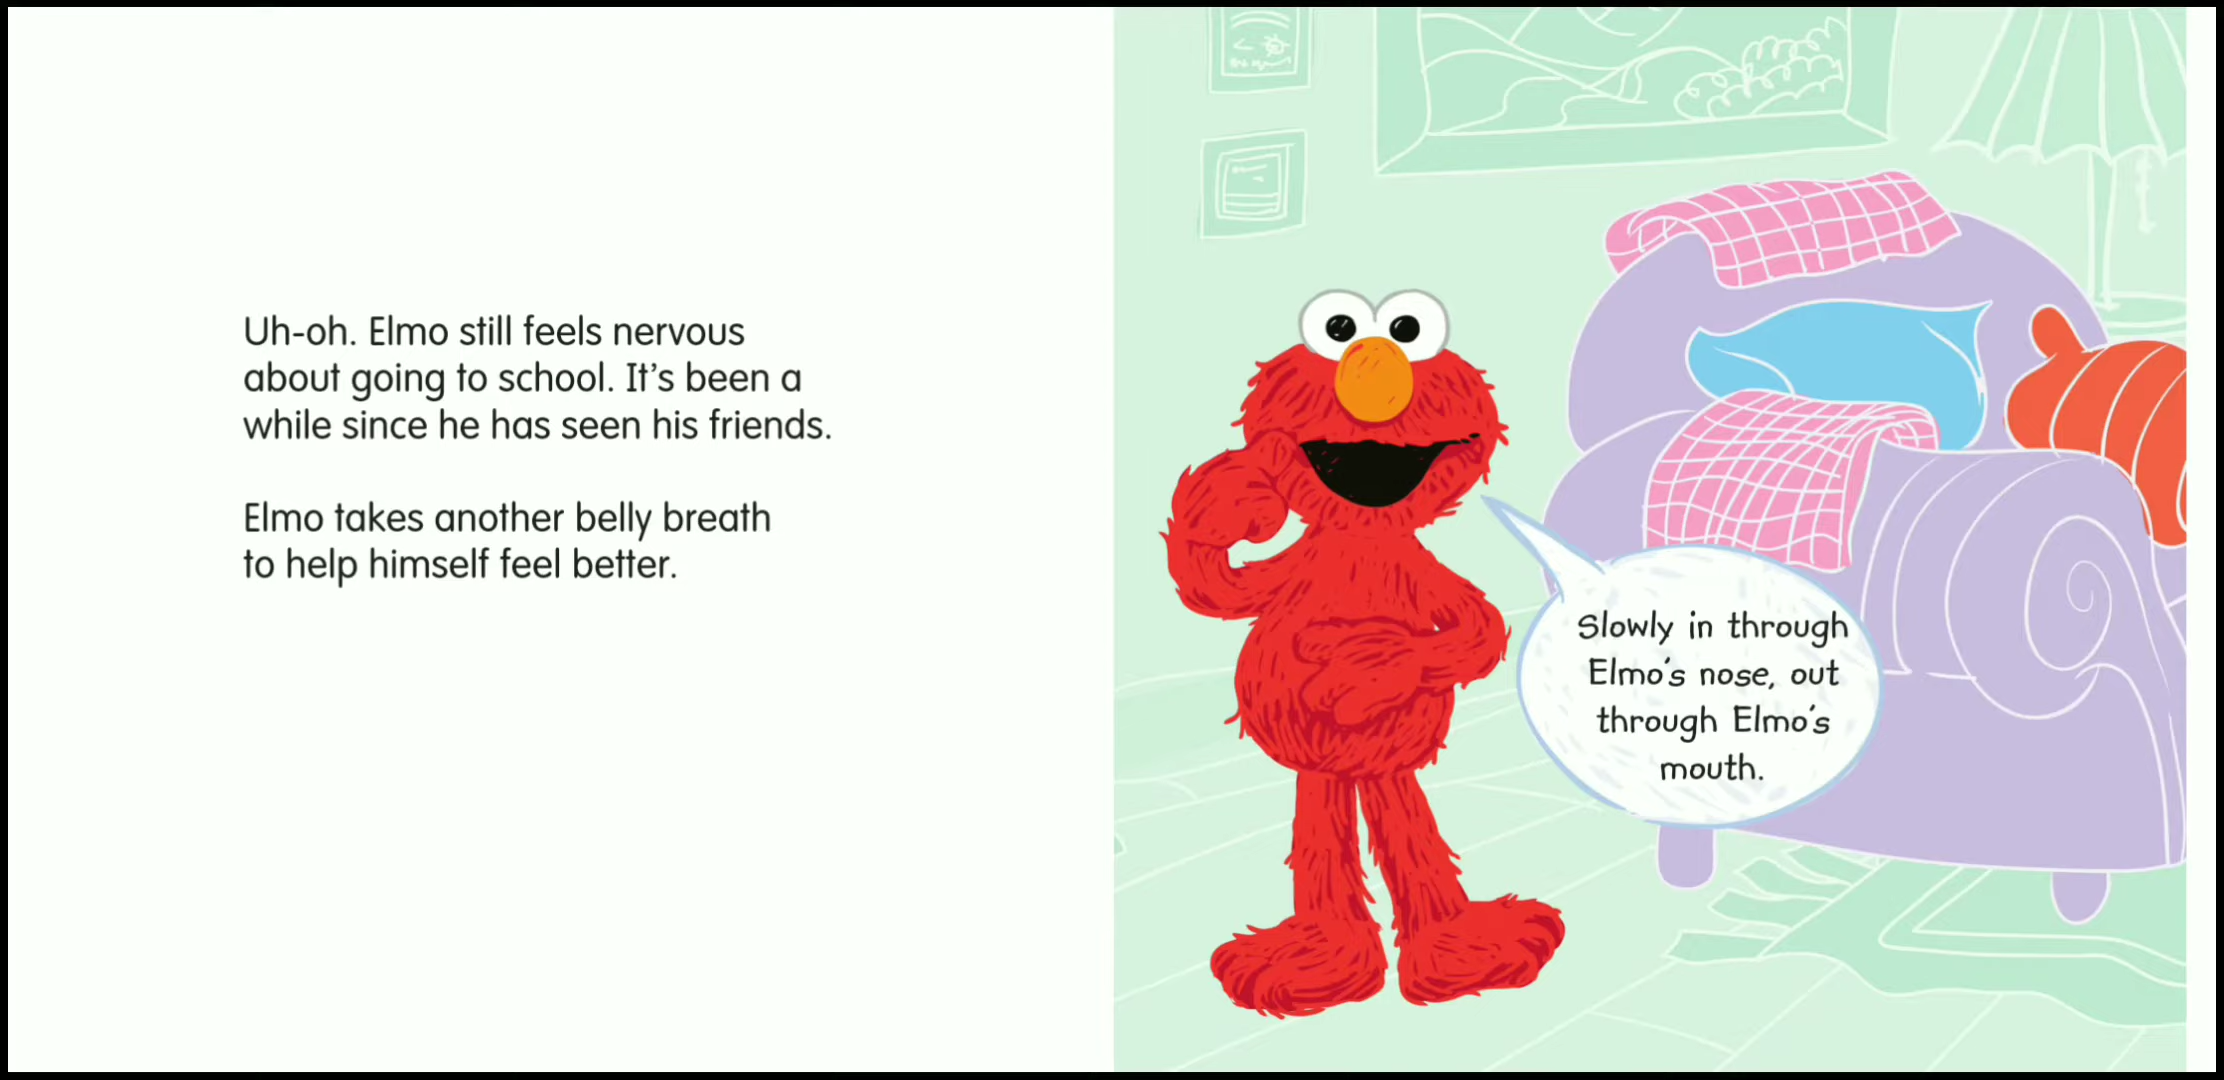 Uh-oh. Elmo still feels nervous
about going to school. It's been a
while since he has seen his friends.
Elmo takes another belly breath
to help himself feel better.
Slowly in through
Elmo's nose, out
through Elmo's
mouth.